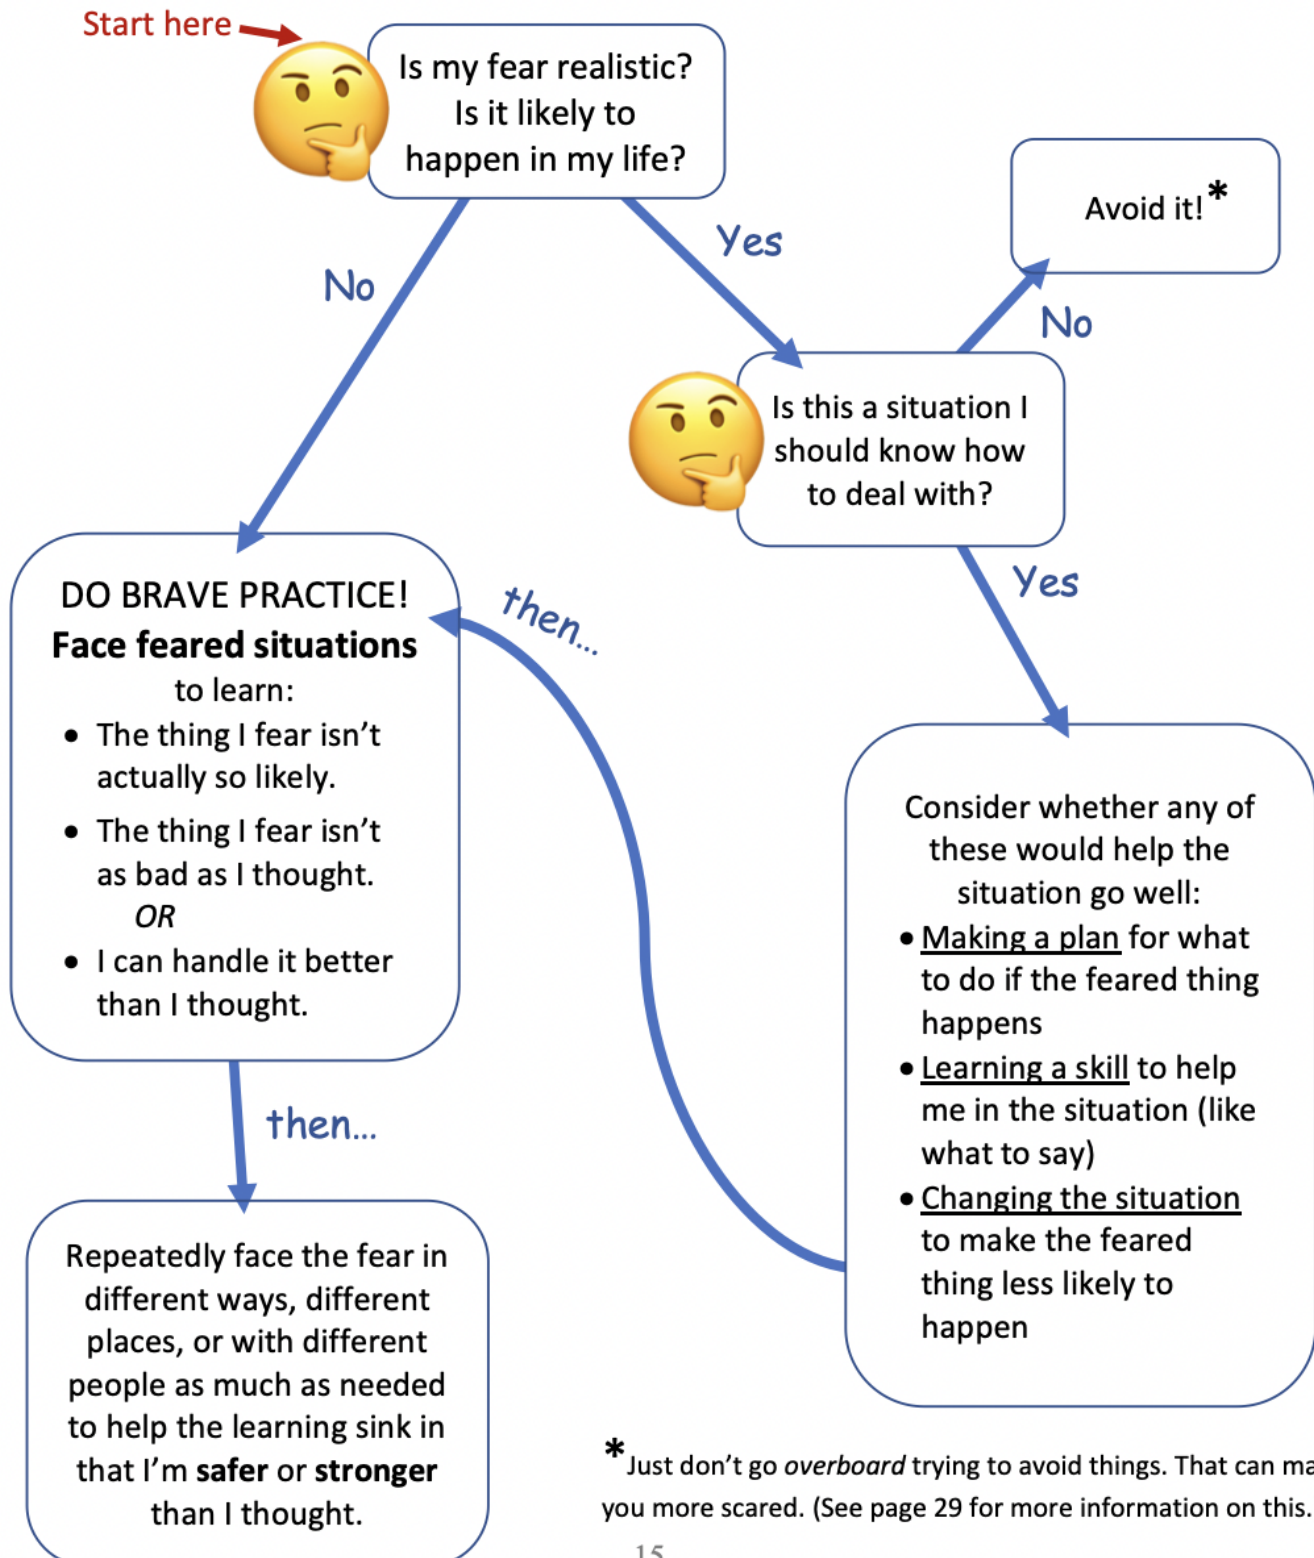 Start here
Is my fear realistic?
Is it likely to
happen in my life?
No
Yes
Avoid it!*
No
Is this a situation I
should know how
to deal with?
Yes
DO BRAVE PRACTICE!
Face feared situations
to learn:
• The thing I fear isn’t
actually so likely.
• The thing I fear isn’t
as bad as I thought.
OR
• I can handle it better
than I thought.
then...
then...
Consider whether any of
these would help the
situation go well:
• Making a plan for what
to do if the feared thing
happens
• Learning a skill to help
me in the situation (like
what to say)
• Changing the situation
to make the feared
thing less likely to
happen
Repeatedly face the fear in
different ways, different
places, or with different
people as much as needed
to help the learning sink in
that I’m safer or stronger
than I thought.
*Just don’t go overboard trying to avoid things. That can
you more scared. (See page 29 for more information on this.
15